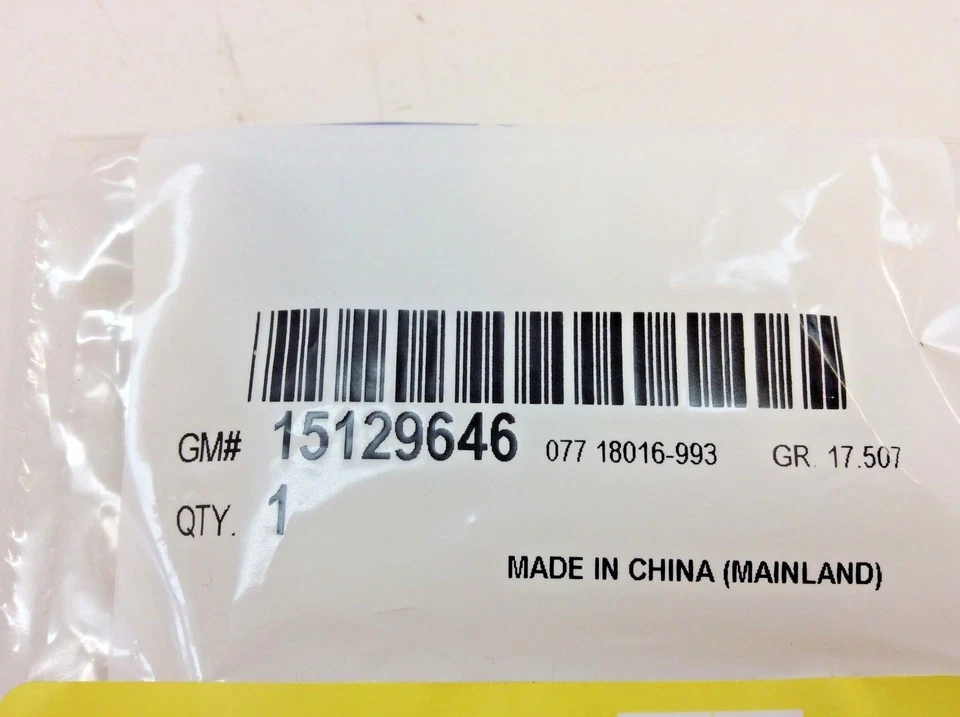 GM# 15129646 077 18016-993 GR. 17.507
QTY. 1
MADE IN CHINA (MAINLAND)